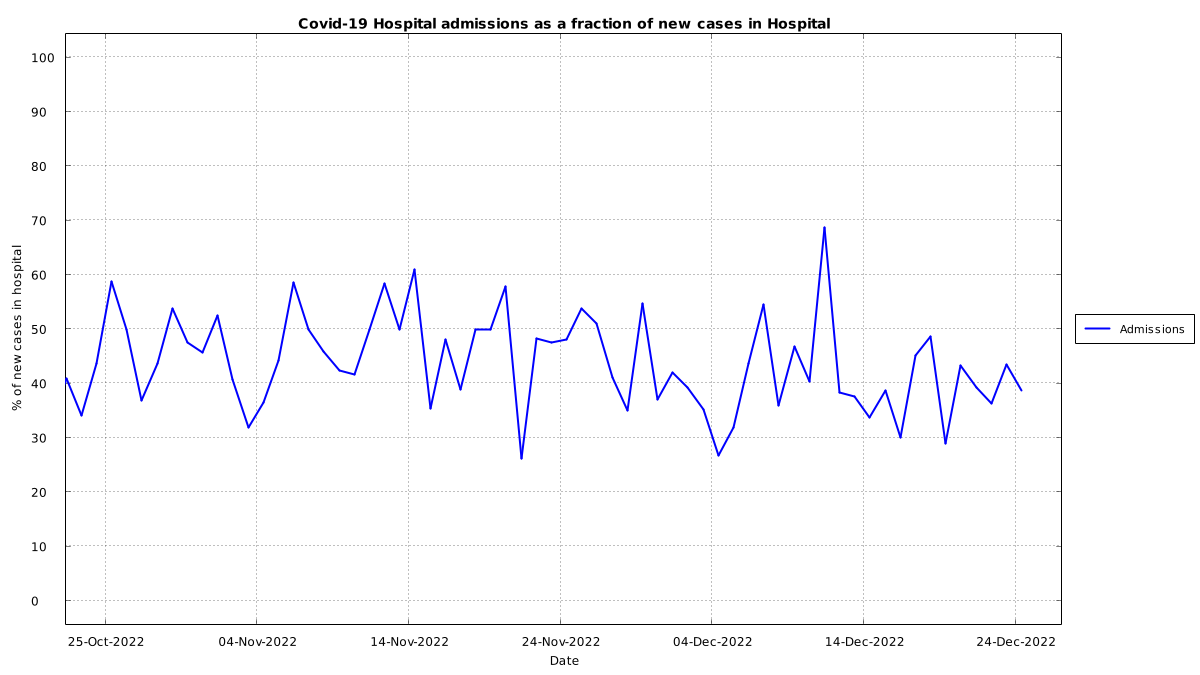 Covid-19 Hospital admissions as a fraction of new cases in Hospital
100
90
80
70
60
50
40
30
20
10
0
% of new cases in hospital
25-Oct-2022 04-Nov-2022 14-Nov-2022 24-Nov-2022 04-Dec-2022 14-Dec-2022 24-Dec-2022
Date
Admissions